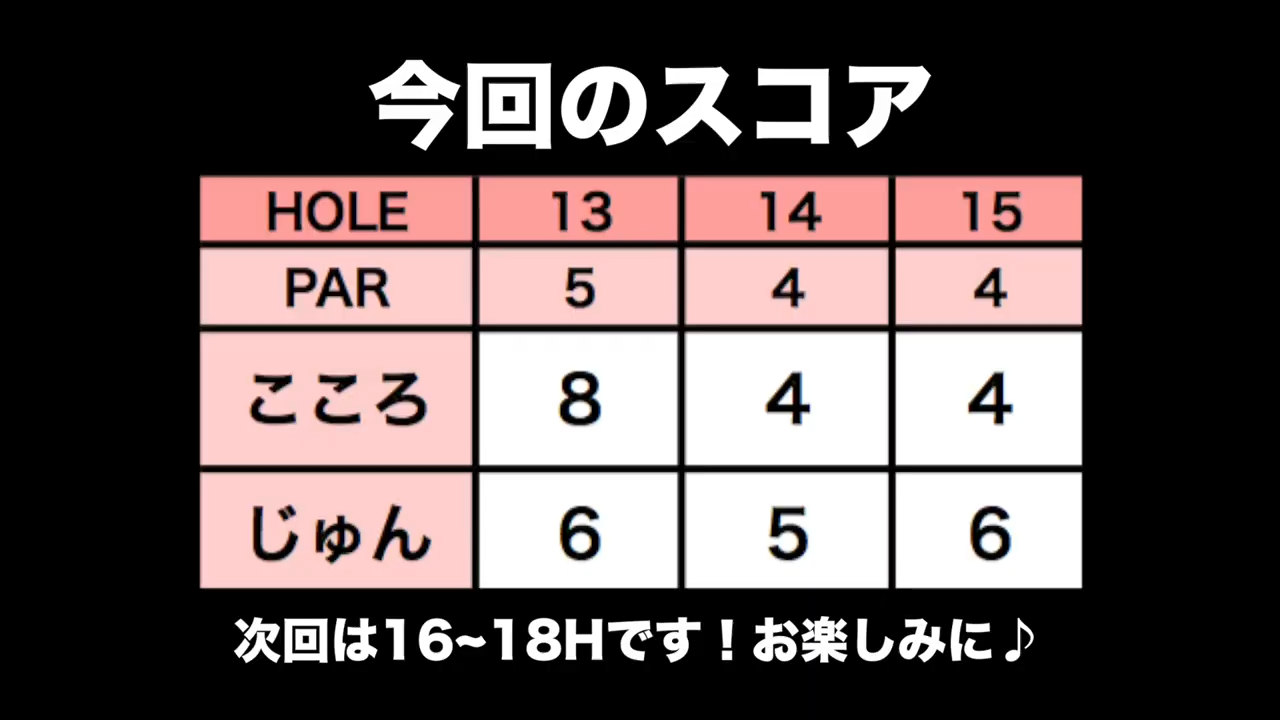 今回のスコア
HOLE 13 14 15
PAR 5 4 4
こころ 8 4 4
じゅん 6 5 6
次回は16~18Hです！お楽しみに♪